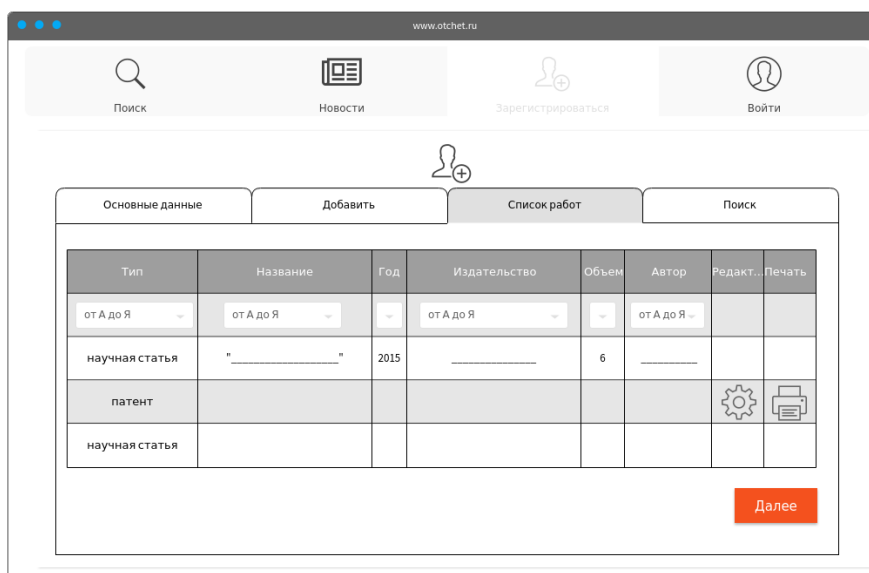 www.otchet.ru
Поиск Новости Зарегистрироваться Войти
Основные данные Добавить Список работ Поиск
Тип Название Год Издательство Объем Автор Редакт... Печать
от А до Я от А до Я от А до Я от А до Я
научная статья "___________________" 2015 _______________ 6 __________
патент
научная статья
Далее